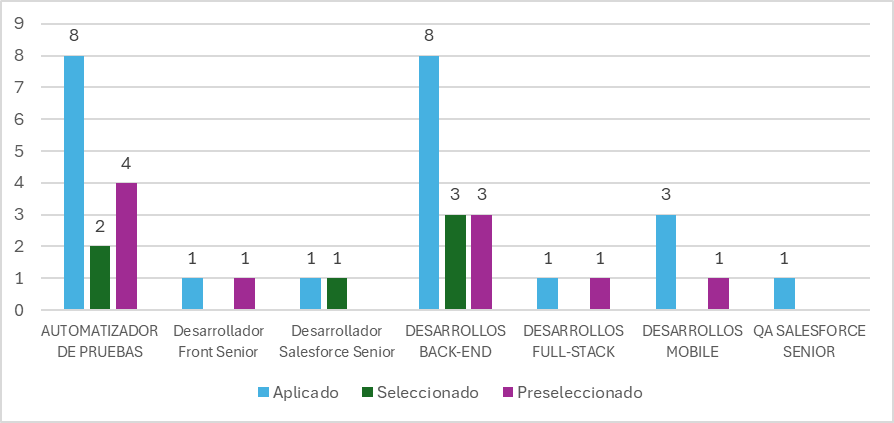 9
8
7
6
5
4
3
2
1
0
8
2
4
1
1
1
1
8
3
3
1
1
3
1
1
AUTOMATIZADOR
DE PRUEBAS
Desarrollador
Front Senior
Desarrollador
Salesforce Senior
DESARROLLOS
BACK-END
DESARROLLOS
FULL-STACK
DESARROLLOS
MOBILE
QA SALESFORCE
SENIOR
Aplicado
Seleccionado
Preseleccionado